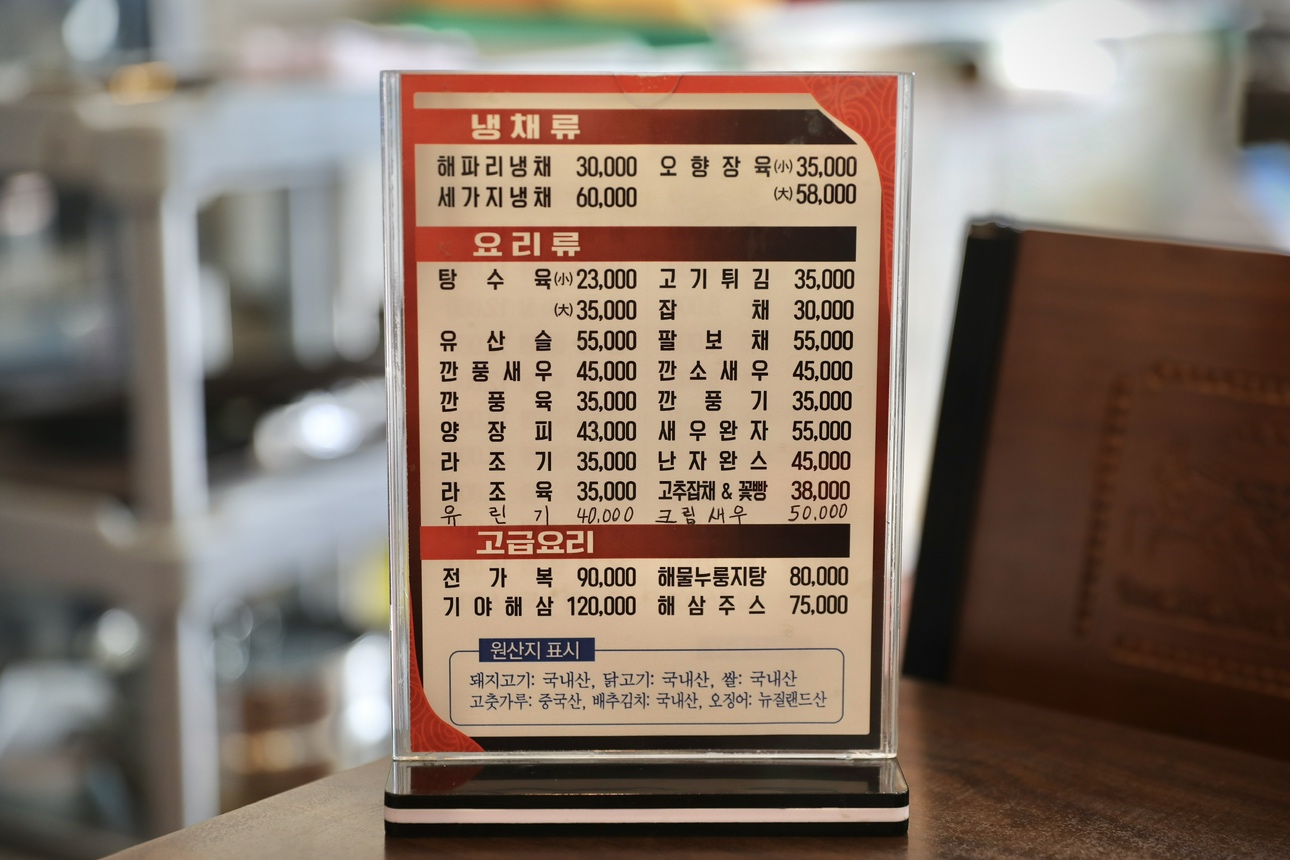 냉채류
해파리냉채 30,000 오향장육(小) 35,000
세가지냉채 60,000 (大) 58,000
요리류
탕수육(小) 23,000 고기튀김 35,000
(大) 35,000 잡채 30,000
유산슬 55,000 팔보채 55,000
깐풍새우 45,000 깐소새우 45,000
깐풍육 35,000 깐풍기 35,000
양장피 43,000 새우완자 55,000
라조기 35,000 난자완스 45,000
라조육 35,000 고추잡채 & 꽃빵 38,000
유린기 40,000 크림새우 50,000
고급요리
전가복 90,000 해물누룽지탕 80,000
기야해삼 120,000 해삼주스 75,000
원산지 표시
돼지고기: 국내산, 닭고기: 국내산, 쌀: 국내산
고춧가루: 중국산, 배추김치: 국내산, 오징어: 뉴질랜드산